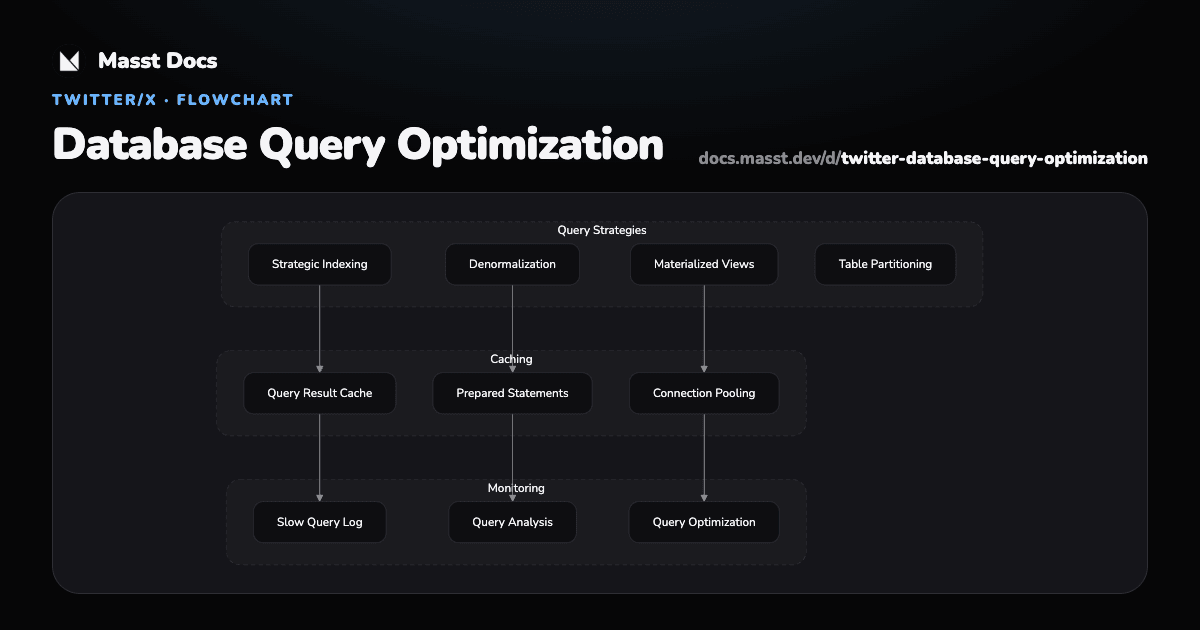 Masst Docs
TWITTER/X · FLOWCHART
Database Query Optimization
docs.masst.dev/d/twitter-database-query-optimization
Query Strategies
Strategic Indexing
Denormalization
Materialized Views
Table Partitioning
Caching
Query Result Cache
Prepared Statements
Connection Pooling
Monitoring
Slow Query Log
Query Analysis
Query Optimization